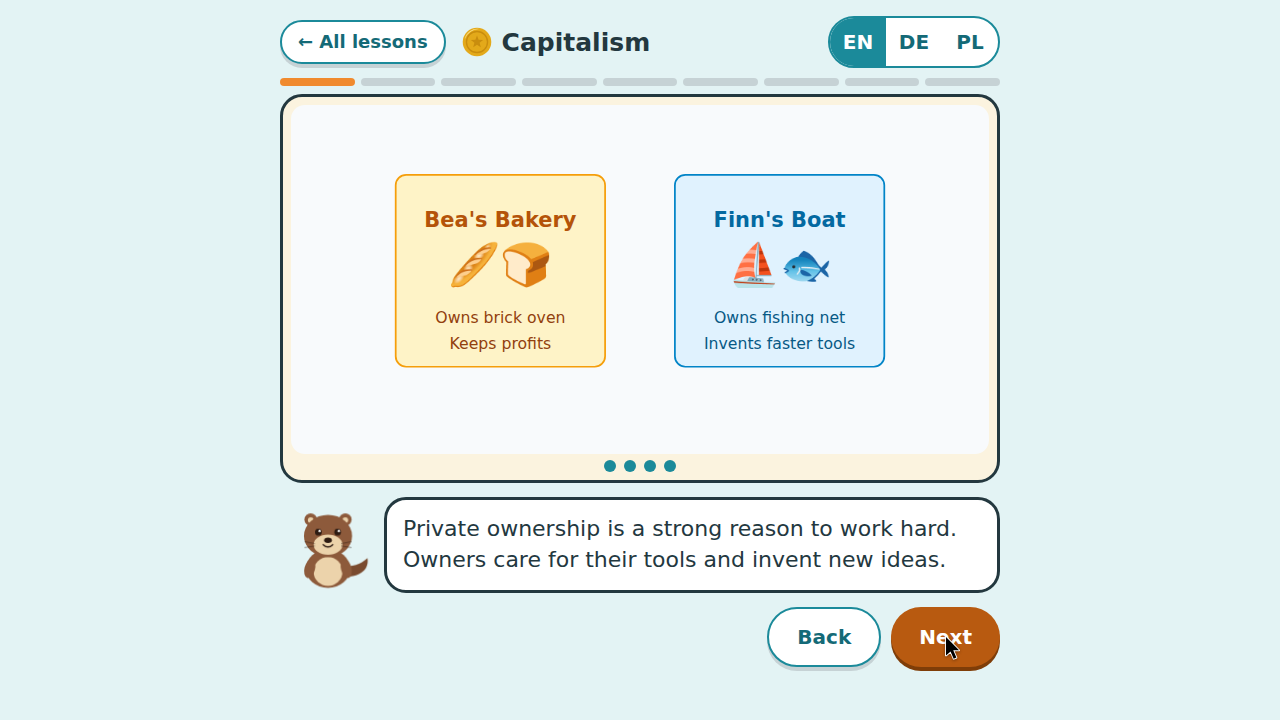 ← All lessons
Capitalism
EN DE PL
Bea's Bakery
Owns brick oven
Keeps profits
Finn's Boat
Owns fishing net
Invents faster tools
Private ownership is a strong reason to work hard.
Owners care for their tools and invent new ideas.
Back
Next